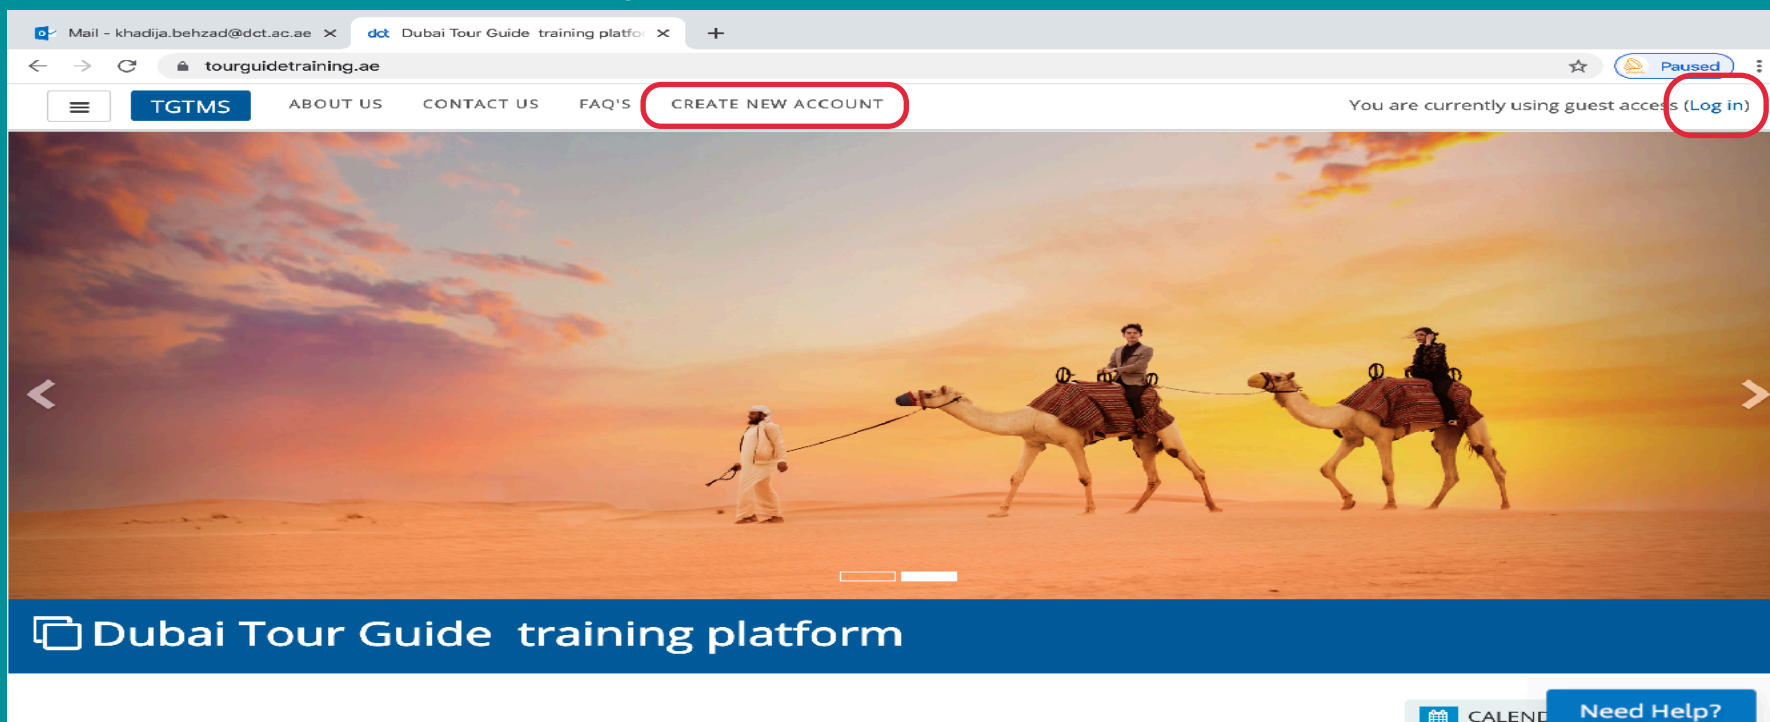 Mail - khadija.behzad@dct.ac.ae
dct Dubai Tour Guide training platfo
tourguidetraining.ae
Paused
TGTMS ABOUT US CONTACT US FAQ'S CREATE NEW ACCOUNT You are currently using guest access (Log in)
Dubai Tour Guide training platform
CALEND
Need Help?